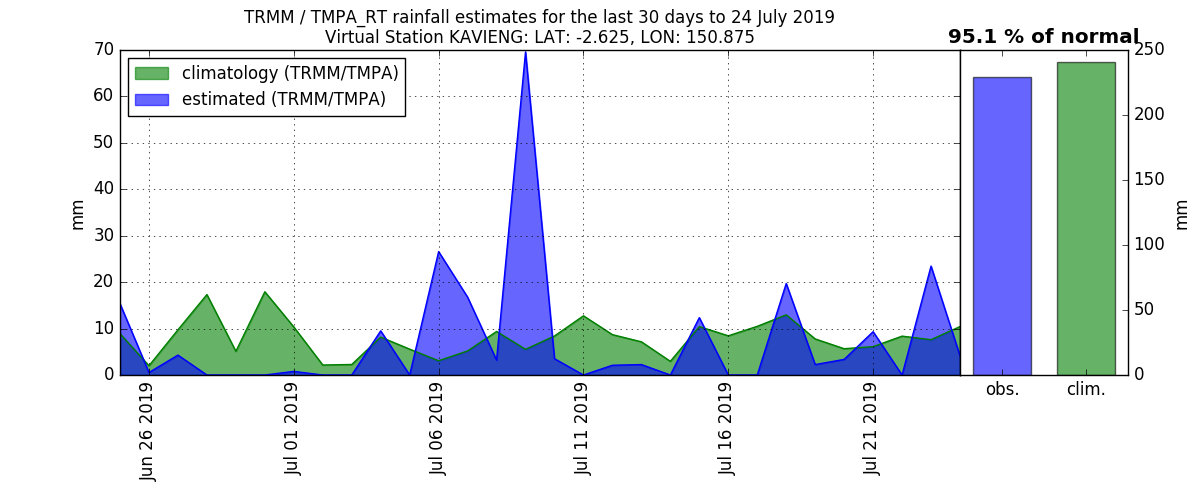 TRMM / TMPA_RT rainfall estimates for the last 30 days to 24 July 2019
Virtual Station KAVIENG: LAT: -2.625, LON: 150.875
95.1 % of normal
climatology (TRMM/TMPA)
estimated (TRMM/TMPA)
70
60
50
40
30
20
10
0
mm
Jun 26 2019
Jul 01 2019
Jul 06 2019
Jul 11 2019
Jul 16 2019
Jul 21 2019
obs.
clim.
250
200
150
100
50
0
mm